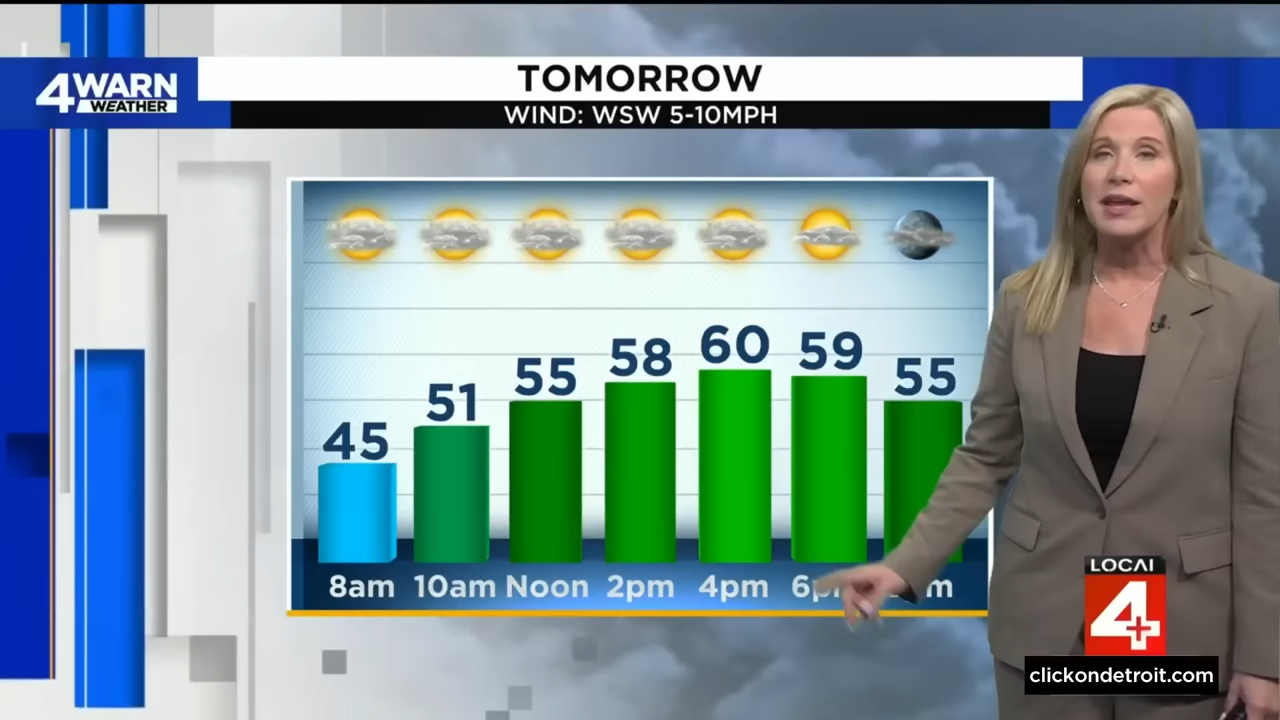 4WARN
WEATHER
TOMORROW
WIND: WSW 5-10MPH
45 51 55 58 60 59 55
8am 10am Noon 2pm 4pm
LOCAL
4+
clickondetroit.com